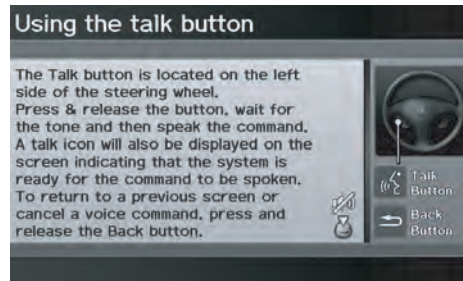 Using the talk button
The Talk button is located on the left
side of the steering wheel.
Press & release the button, wait for
the tone and then speak the command.
A talk icon will also be displayed on the
screen indicating that the system is
ready for the command to be spoken.
To return to a previous screen or
cancel a voice command, press and
release the Back button.
Talk
Button
Back
Button